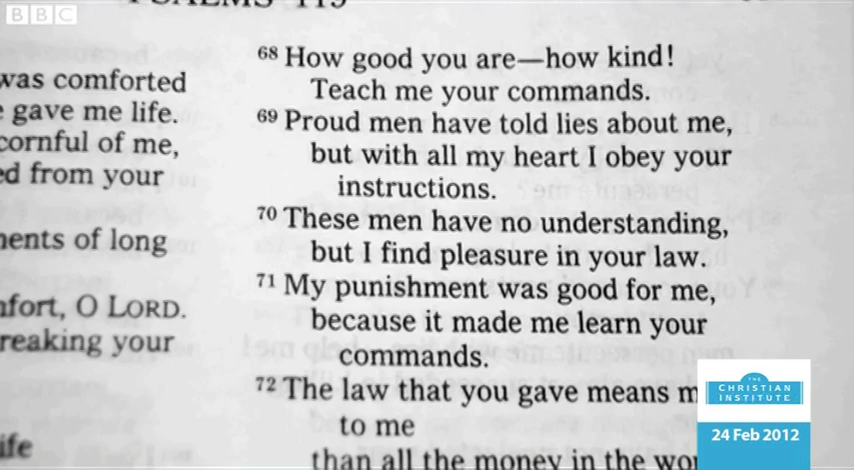 BBC
PSALMS 119
was comforted
gave me life.
cornful of me,
ed from your
ments of long
mfort, O LORD.
reaking your
life
68 How good you are—how kind!
Teach me your commands.
69 Proud men have told lies about me,
but with all my heart I obey your
instructions.
70 These men have no understanding,
but I find pleasure in your law.
71 My punishment was good for me,
because it made me learn your
commands.
72 The law that you gave means m
to me
than all the money in the wor
THE
CHRISTIAN
INSTITUTE
24 Feb 2012